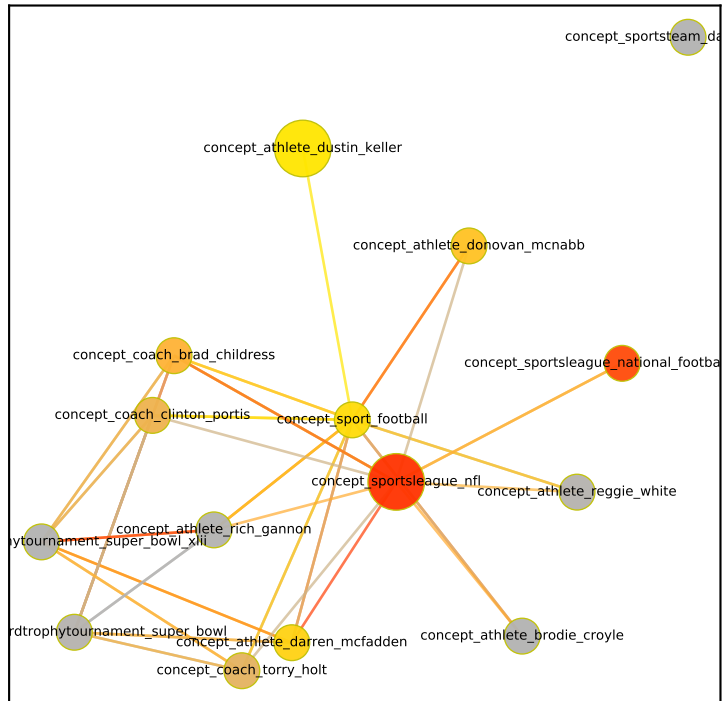 concept_sportsteam_da
concept_athlete_dustin_keller
concept_athlete_donovan_mcnabb
concept_coach_brad_childress
concept_sportsleague_national_footba
concept_coach_clinton_portis
concept_sport_football
concept_sportsleague_nfl
concept_athlete_reggie_white
concept_athlete_rich_gannon
ytournament_super_bowl_xlii
rdtrophytournament_super_bowl
concept_athlete_brodie_croyle
concept_athlete_darren_mcfadden
concept_coach_torry_holt